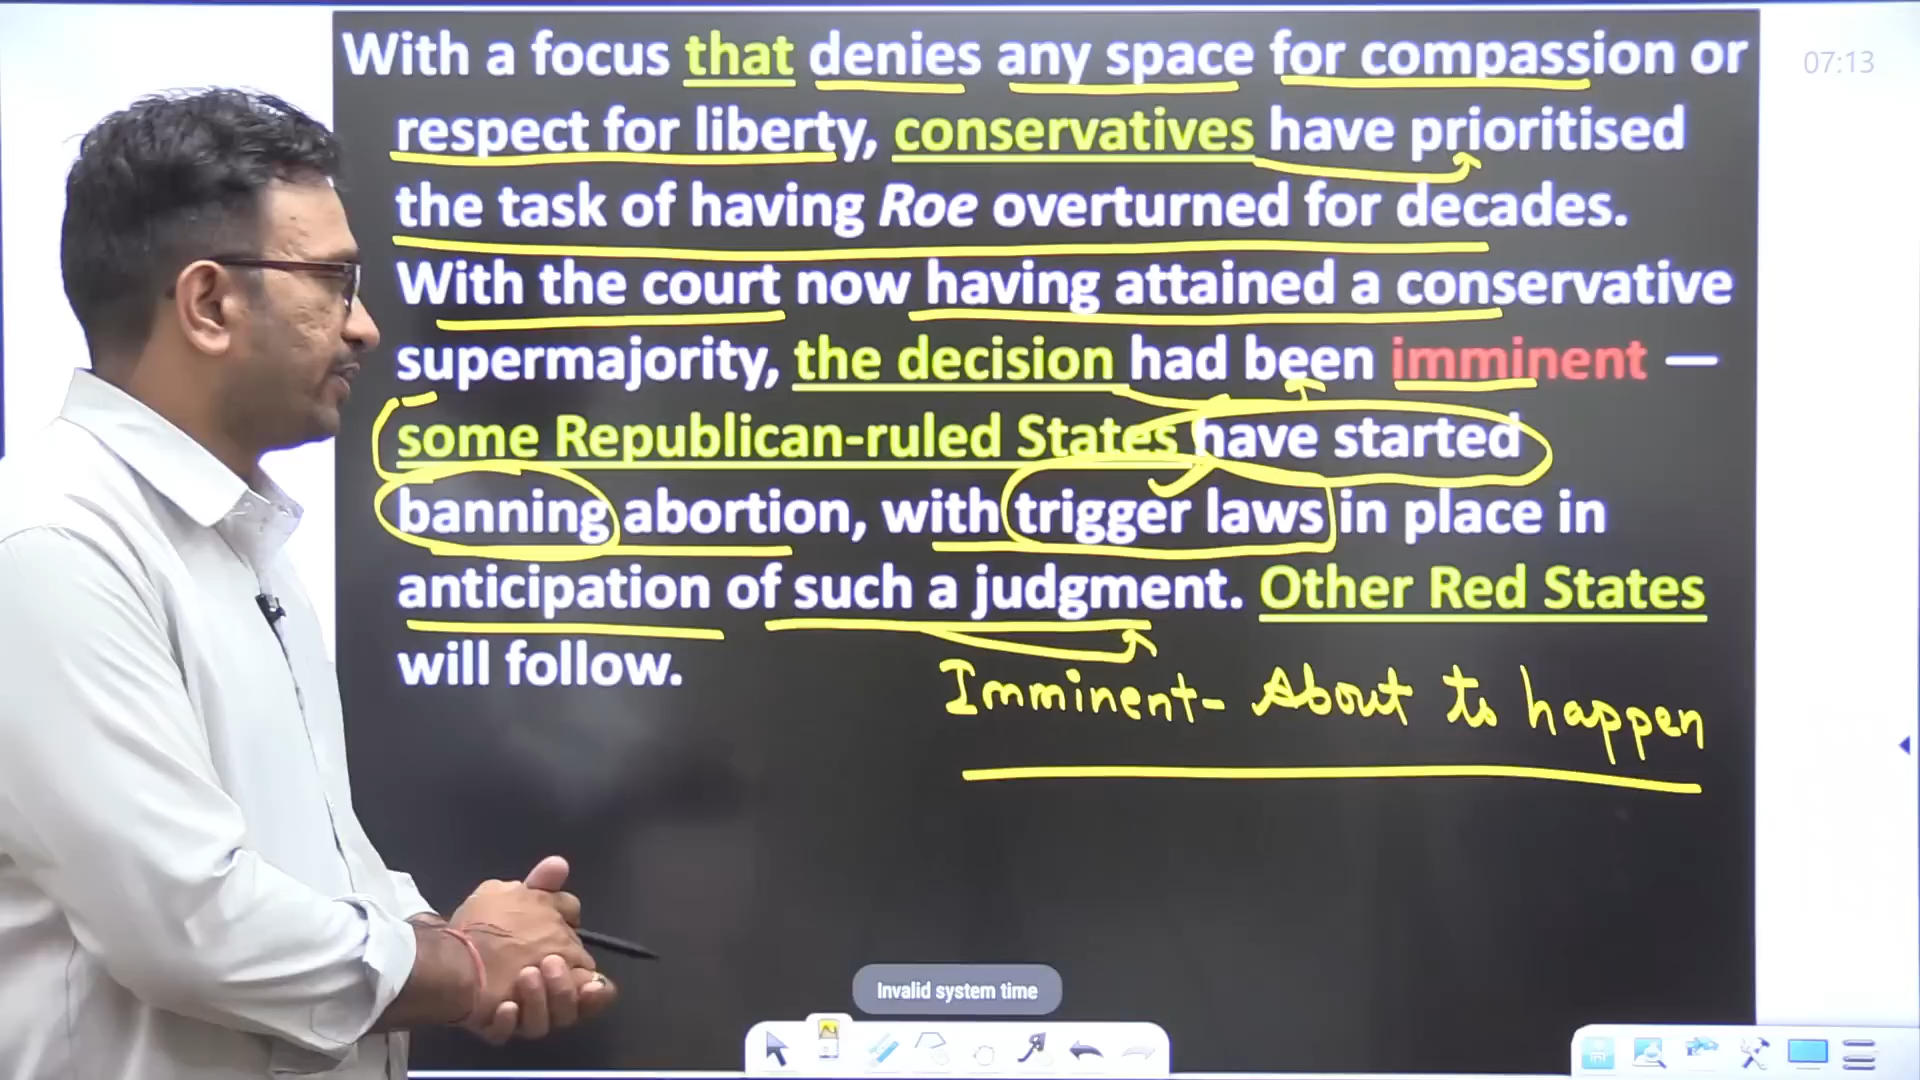 With a focus that denies any space for compassion or
07:13
respect for liberty, conservatives have prioritised
the task of having Roe overturned for decades.
With the court now having attained a conservative
supermajority, the decision had been imminent —
some Republican-ruled States have started
banning abortion, with trigger laws in place in
anticipation of such a judgment. Other Red States
will follow.
Imminent- About to happen
Invalid system time